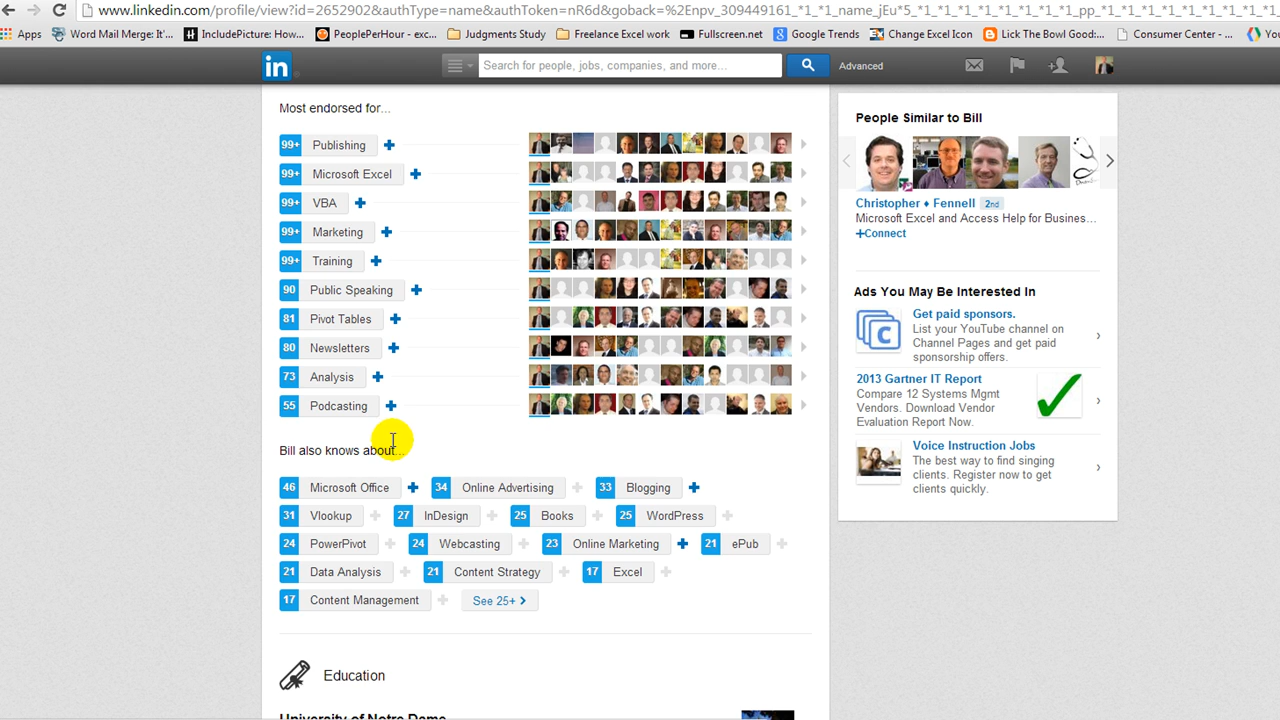 www.linkedin.com/profile/view?id=2652902&authType=name&authToken=nR6d&goback=%2Enpv_309449161_*1_*1_name_jEu*5_*1_*1_*1_*1_*1_*1_*1_pp_*1_*1_*1_*1_*1_*1_*1_*1_*1_*1
Apps Word Mail Merge: It'... IncludePicture: How... PeoplePerHour - exc... Judgments Study Freelance Excel work Fullscreen.net Google Trends Change Excel Icon Lick The Bowl Good:... Consumer Center - ... Yo
in Search for people, jobs, companies, and more... Advanced
Most endorsed for...
99+ Publishing
99+ Microsoft Excel
99+ VBA
99+ Marketing
99+ Training
90 Public Speaking
81 Pivot Tables
80 Newsletters
73 Analysis
55 Podcasting
Bill also knows about...
46 Microsoft Office 34 Online Advertising 33 Blogging
31 Vlookup 27 InDesign 25 Books 25 WordPress
24 PowerPivot 24 Webcasting 23 Online Marketing 21 ePub
21 Data Analysis 21 Content Strategy 17 Excel
17 Content Management See 25+
Education
University of Notre Dame
People Similar to Bill
Christopher ♦ Fennell 2nd
Microsoft Excel and Access Help for Busines...
+Connect
Ads You May Be Interested In
Get paid sponsors.
List your YouTube channel on
Channel Pages and get paid
sponsorship offers.
2013 Gartner IT Report
Compare 12 Systems Mgmt
Vendors. Download Vendor
Evaluation Report Now.
Voice Instruction Jobs
The best way to find singing
clients. Register now to get
clients quickly.